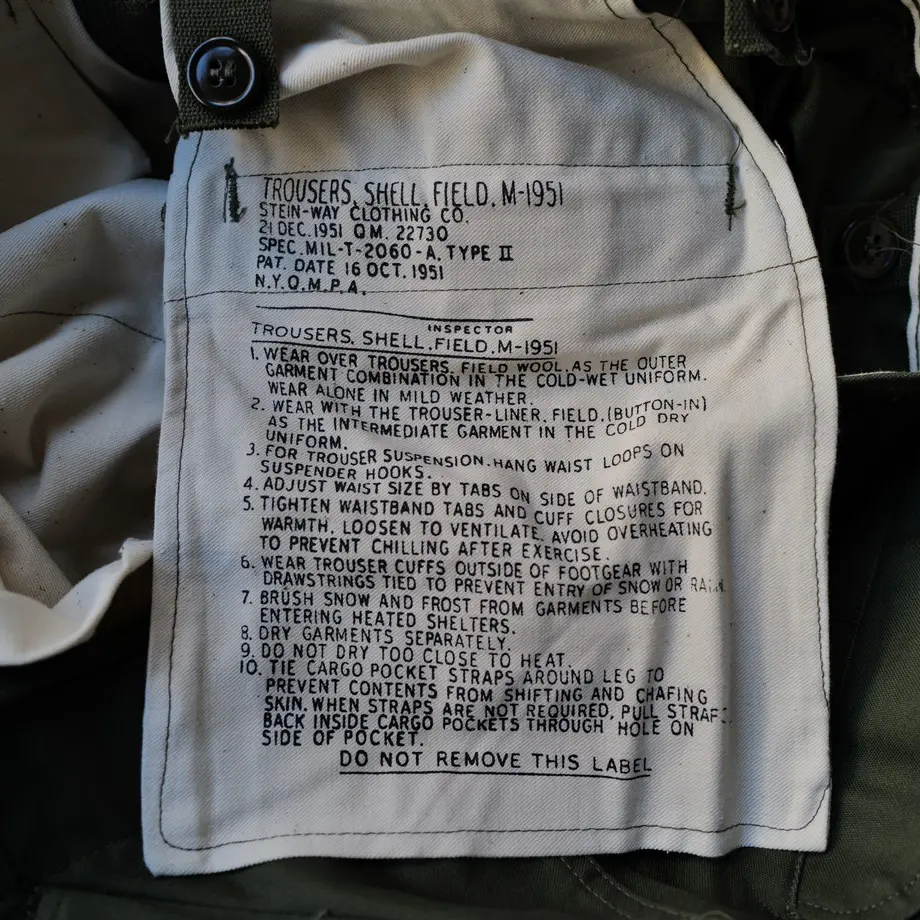 TROUSERS, SHELL, FIELD, M-1951
STEIN-WAY CLOTHING CO.
21 DEC. 1951 Q.M. 22730
SPEC. MIL-T-2060-A, TYPE II
PAT. DATE 16 OCT. 1951
N.Y.Q.M.P.A.
INSPECTOR
TROUSERS, SHELL, FIELD, M-1951
1. WEAR OVER TROUSERS, FIELD WOOL, AS THE OUTER
GARMENT COMBINATION IN THE COLD-WET UNIFORM.
WEAR ALONE IN MILD WEATHER.
2. WEAR WITH THE TROUSER-LINER, FIELD, (BUTTON-IN)
AS THE INTERMEDIATE GARMENT IN THE COLD DRY
UNIFORM.
3. FOR TROUSER SUSPENSION, HANG WAIST LOOPS ON
SUSPENDER HOOKS.
4. ADJUST WAIST SIZE BY TABS ON SIDE OF WAISTBAND.
5. TIGHTEN WAISTBAND TABS AND CUFF CLOSURES FOR
WARMTH, LOOSEN TO VENTILATE, AVOID OVERHEATING
TO PREVENT CHILLING AFTER EXERCISE.
6. WEAR TROUSER CUFFS OUTSIDE OF FOOTGEAR WITH
DRAWSTRINGS TIED TO PREVENT ENTRY OF SNOW OR RAIN.
7. BRUSH SNOW AND FROST FROM GARMENTS BEFORE
ENTERING HEATED SHELTERS.
8. DRY GARMENTS SEPARATELY.
9. DO NOT DRY TOO CLOSE TO HEAT.
10. TIE CARGO POCKET STRAPS AROUND LEG TO
PREVENT CONTENTS FROM SHIFTING AND CHAFING
SKIN. WHEN STRAPS ARE NOT REQUIRED, PULL STRAPS
BACK INSIDE CARGO POCKETS THROUGH HOLE ON
SIDE OF POCKET.
DO NOT REMOVE THIS LABEL